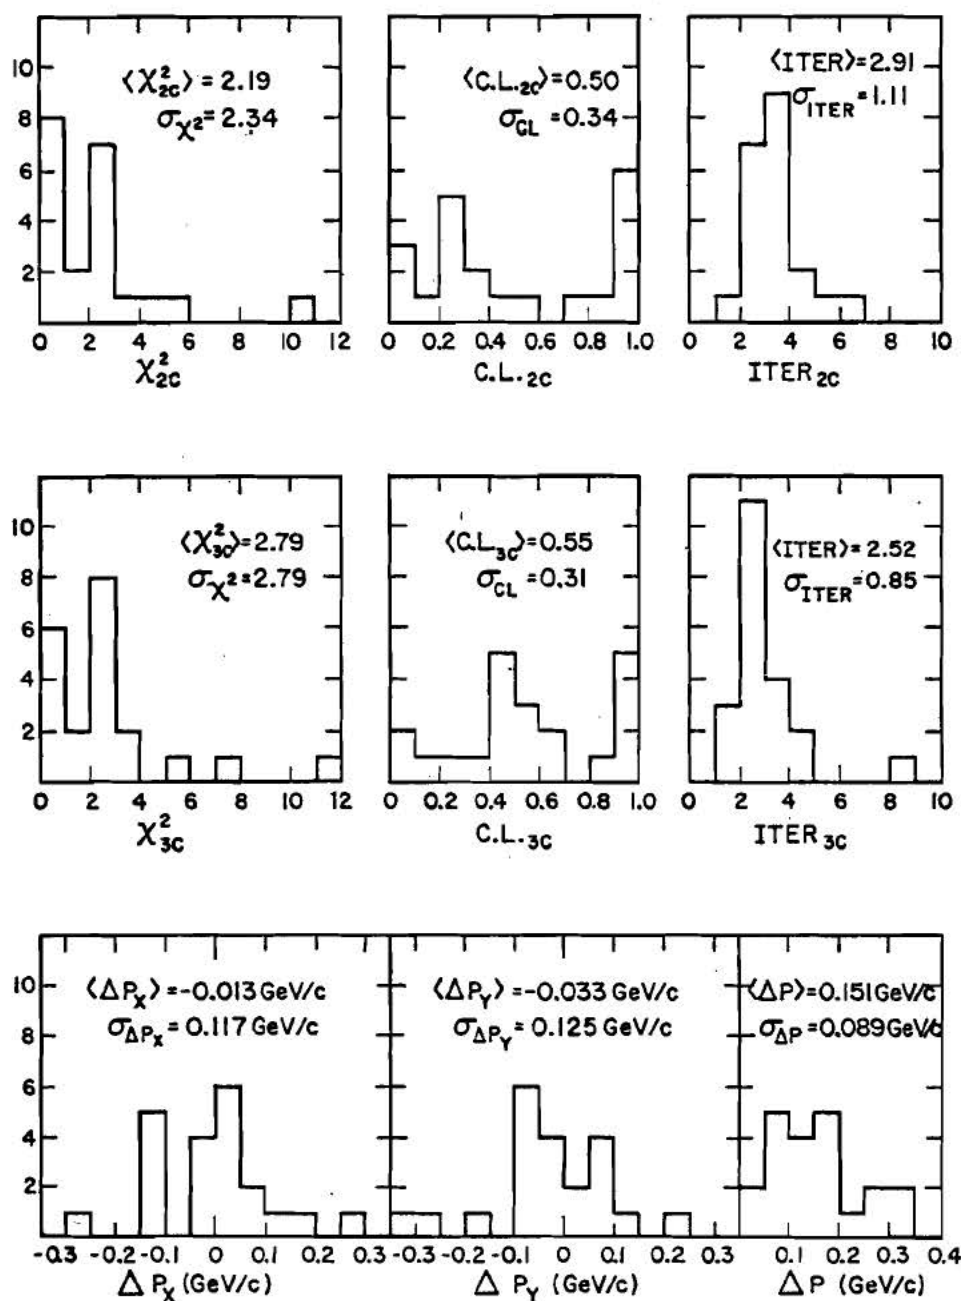 10
8
6
4
2
⟨χ²2C⟩ = 2.19
σχ² = 2.34
0 2 4 6 8 10 12
χ²2C
⟨C.L.2C⟩ = 0.50
σCL = 0.34
0 0.2 0.4 0.6 0.8 1.0
C.L.2C
⟨ITER⟩ = 2.91
σITER = 1.11
0 2 4 6 8 10
ITER2C
10
8
6
4
2
⟨χ²3C⟩ = 2.79
σχ² = 2.79
0 2 4 6 8 10 12
χ²3C
⟨C.L.3C⟩ = 0.55
σCL = 0.31
0 0.2 0.4 0.6 0.8 1.0
C.L.3C
⟨ITER⟩ = 2.52
σITER = 0.85
0 2 4 6 8 10
ITER3C
10
8
6
4
2
⟨ΔPX⟩ = -0.013 GeV/c
σΔPX = 0.117 GeV/c
-0.3 -0.2 -0.1 0 0.1 0.2 0.3
ΔPX (GeV/c)
⟨ΔPY⟩ = -0.033 GeV/c
σΔPY = 0.125 GeV/c
-0.2 -0.1 0 0.1 0.2 0.3
ΔPY (GeV/c)
⟨ΔP⟩ = 0.151 GeV/c
σΔP = 0.089 GeV/c
0.1 0.2 0.3 0.4
ΔP (GeV/c)